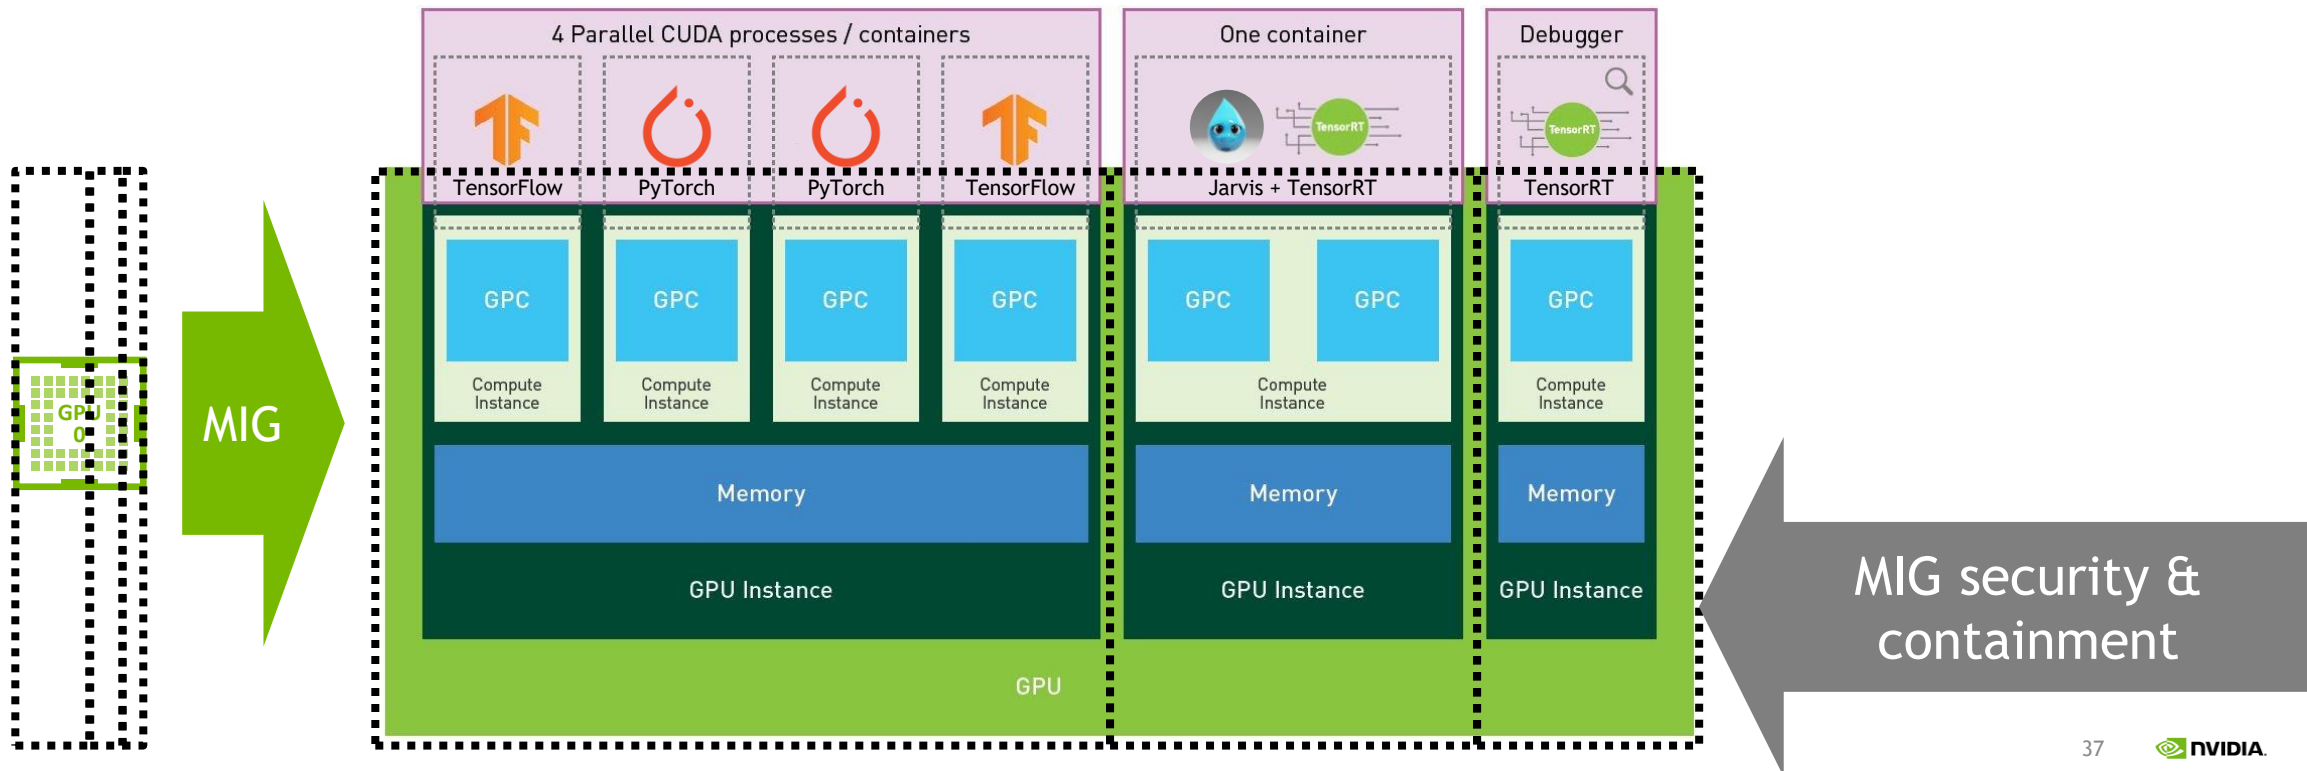 4 Parallel CUDA processes / containers
One container
Debugger
TensorRT
TensorRT
TensorFlow
PyTorch
PyTorch
TensorFlow
Jarvis + TensorRT
TensorRT
GPU
0
MIG
GPC
GPC
GPC
GPC
GPC
GPC
GPC
Compute
Instance
Compute
Instance
Compute
Instance
Compute
Instance
Compute
Instance
Compute
Instance
Memory
Memory
Memory
GPU Instance
GPU Instance
GPU Instance
GPU
MIG security &
containment
37
NVIDIA.